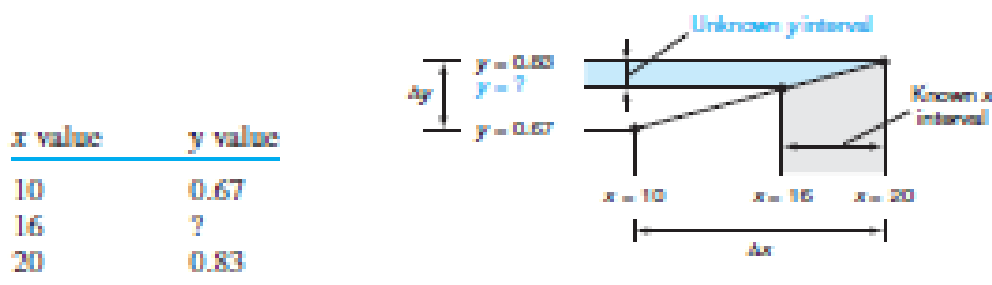 x value y value
10 0.67
16 ?
20 0.83
Unknown y interval
y = 0.83
Δy
y = ?
y = 0.67
Known x
interval
x = 10 x = 16 x = 20
Δx